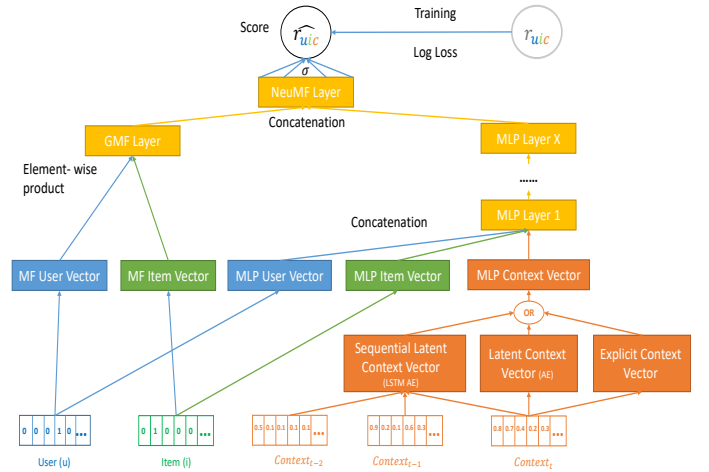 Score
Training
r̂uic
ruic
Log Loss
σ
NeuMF Layer
Concatenation
GMF Layer
MLP Layer X
Element- wise
product
......
MLP Layer 1
Concatenation
MF User Vector
MF Item Vector
MLP User Vector
MLP Item Vector
MLP Context Vector
OR
Sequential Latent
Context Vector
(LSTM AE)
Latent Context
Vector (AE)
Explicit Context
Vector
0 0 0 1 0 ...
0 1 0 0 0 ...
0.5 0.1 0.1 0.1 0.1 ...
0.9 0.2 0.1 0.6 0.3 ...
0.8 0.7 0.4 0.2 0.3 ...
User (u)
Item (i)
Context_{t-2}
Context_{t-1}
Context_t